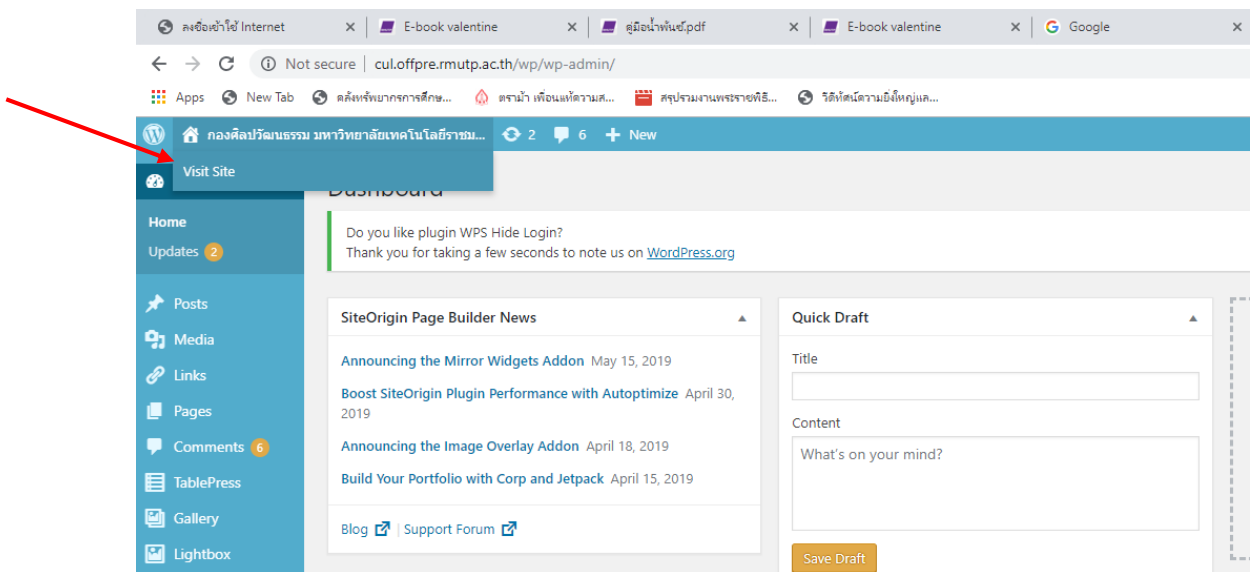 ลงชื่อเข้าใช้ Internet
E-book valentine
คู่มือน้ำพันช์.pdf
E-book valentine
Google
Not secure | cul.offpre.rmutp.ac.th/wp/wp-admin/
Apps
New Tab
คลังทรัพยากรการศึกษ...
ตราม้า เพื่อนแท้ความส...
สรุปรวมงานพระราชพิธี...
วิดิทัศน์ความยิ่งใหญ่แล...
กองศิลปวัฒนธรรม มหาวิทยาลัยเทคโนโลยีราชม...
2
6
+ New
Visit Site
Dashboard
Home
Updates 2
Do you like plugin WPS Hide Login?
Thank you for taking a few seconds to note us on WordPress.org
Posts
Media
Links
Pages
Comments 6
TablePress
Gallery
Lightbox
SiteOrigin Page Builder News
Announcing the Mirror Widgets Addon May 15, 2019
Boost SiteOrigin Plugin Performance with Autoptimize April 30,
2019
Announcing the Image Overlay Addon April 18, 2019
Build Your Portfolio with Corp and Jetpack April 15, 2019
Blog | Support Forum
Quick Draft
Title
Content
What's on your mind?
Save Draft